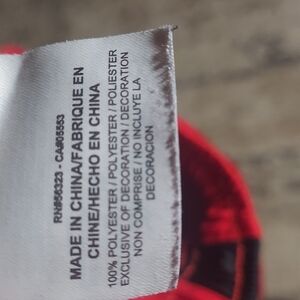 RN#56323 - CA#05553
MADE IN CHINA/FABRIQUE EN
CHINE/HECHO EN CHINA
100% POLYESTER / POLYESTER / POLIESTER
EXCLUSIVE OF DECORATION / DECORATION
NON COMPRISE / NO INCLUYE LA
DECORACION